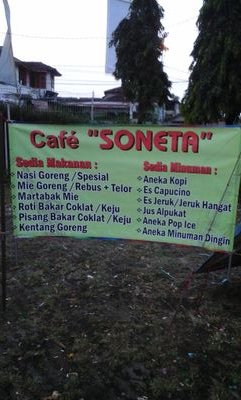 Café "SONETA"
Sedia Makanan :
Nasi Goreng / Spesial
Mie Goreng / Rebus + Telor
Martabak Mie
Roti Bakar Coklat / Keju
Pisang Bakar Coklat / Keju
Kentang Goreng
Sedia Minuman :
Aneka Kopi
Es Capucino
Es Jeruk/Jeruk Hangat
Jus Alpukat
Aneka Pop Ice
Aneka Minuman Dingin